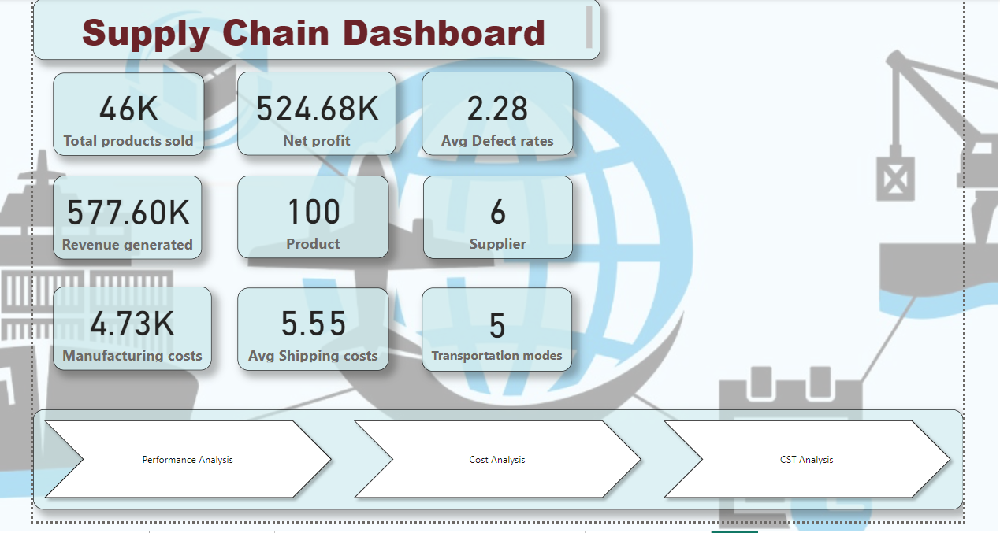 Supply Chain Dashboard
46K
Total products sold
524.68K
Net profit
2.28
Avg Defect rates
577.60K
Revenue generated
100
Product
6
Supplier
4.73K
Manufacturing costs
5.55
Avg Shipping costs
5
Transportation modes
Performance Analysis
Cost Analysis
CST Analysis